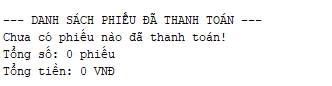 --- DANH SÁCH PHIẾU ĐÃ THANH TOÁN ---
Chưa có phiếu nào đã thanh toán!
Tổng số: 0 phiếu
Tổng tiền: 0 VNĐ